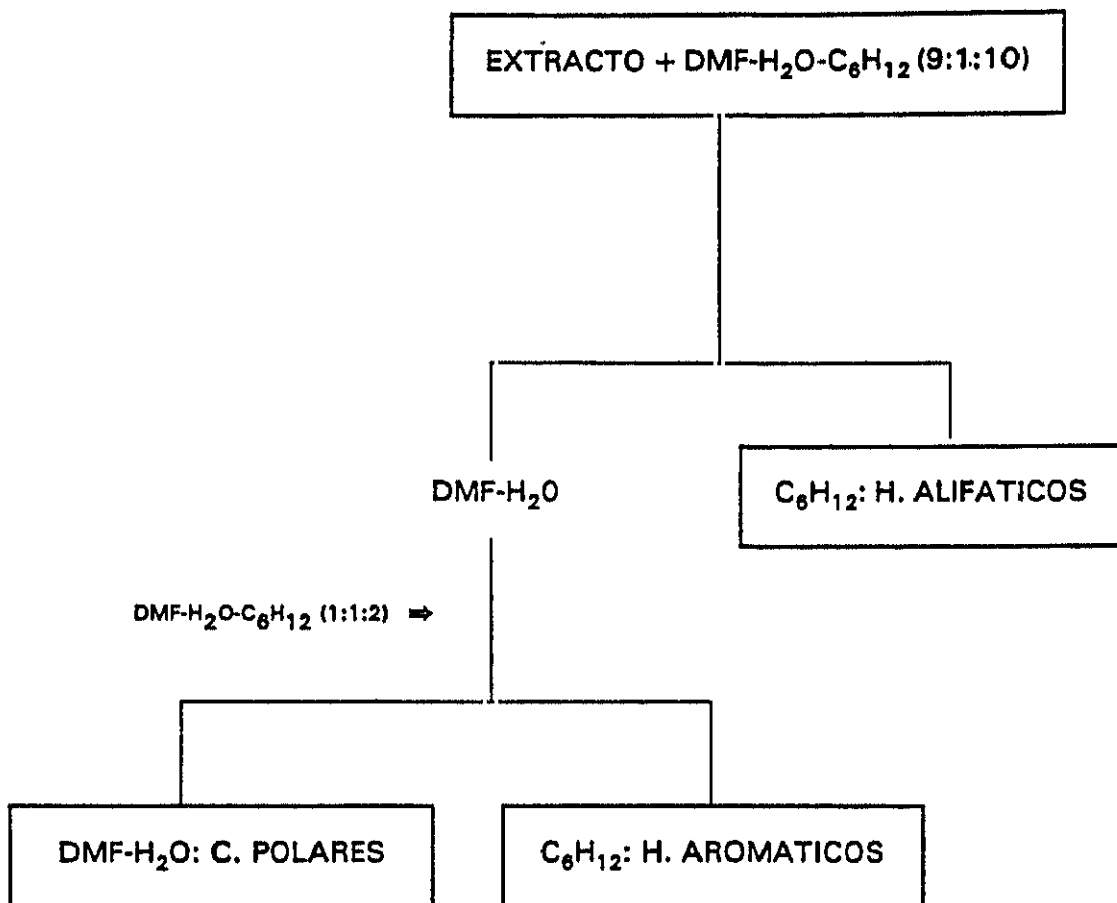 EXTRACTO + DMF-H₂O-C₆H₁₂ (9:1:10)
DMF-H₂O
C₆H₁₂: H. ALIFATICOS
DMF-H₂O-C₆H₁₂ (1:1:2) ⇒
DMF-H₂O: C. POLARES
C₆H₁₂: H. AROMATICOS